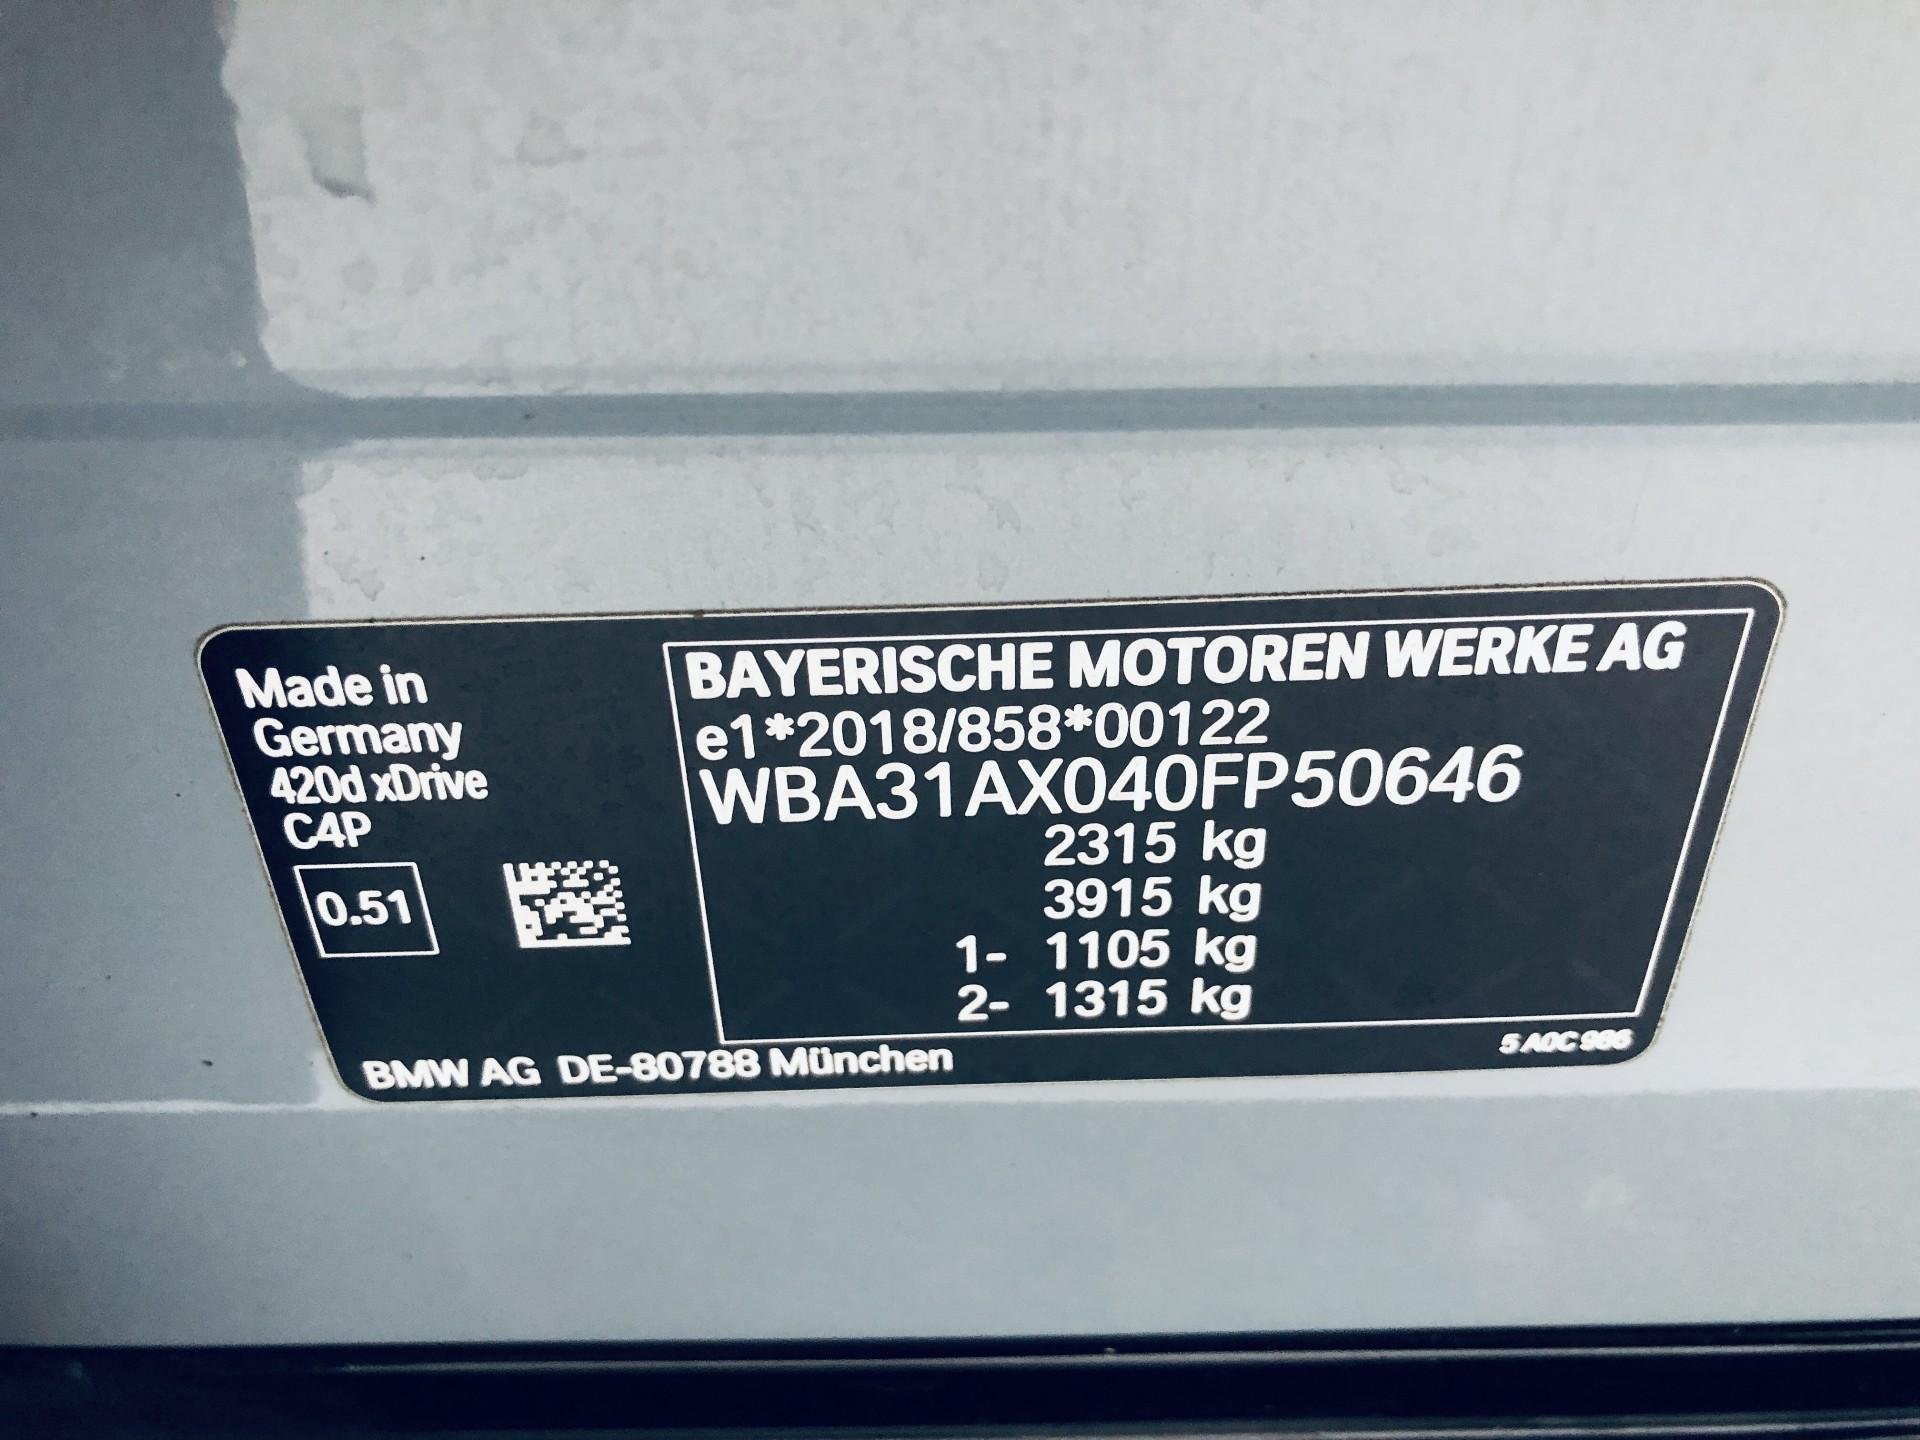 Made in
Germany
420d xDrive
C4P
0.51
BAYERISCHE MOTOREN WERKE AG
e1*2018/858*00122
WBA31AX040FP50646
2315 kg
3915 kg
1- 1105 kg
2- 1315 kg
BMW AG DE-80788 München
5 A0C 986